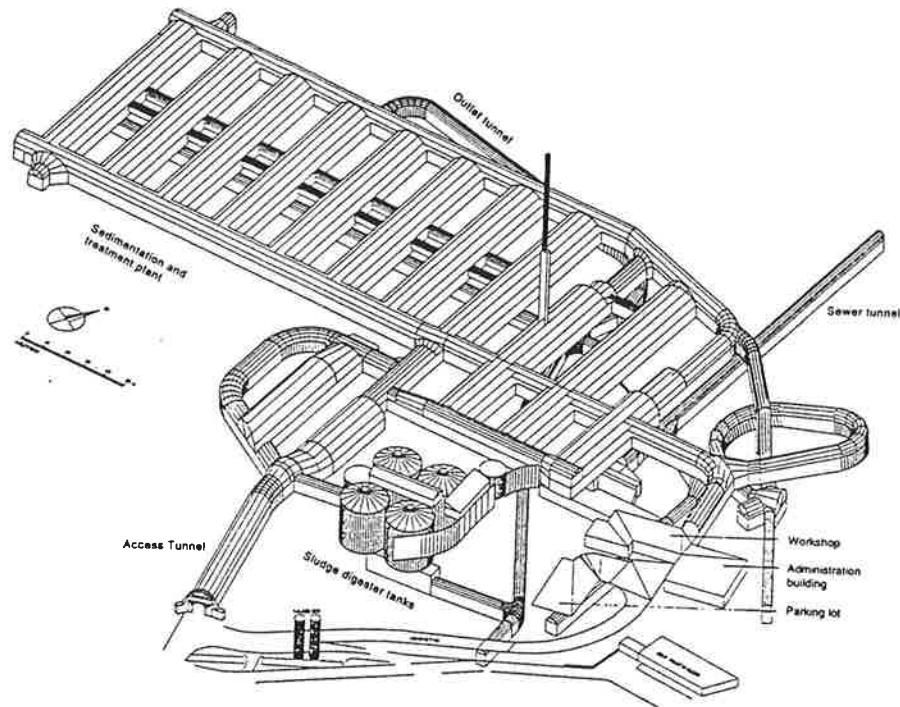 Outlet tunnel
Sedimentation and
treatment plant
Sewer tunnel
Access Tunnel
Sludge digester tanks
Workshop
Administration
building
Parking lot